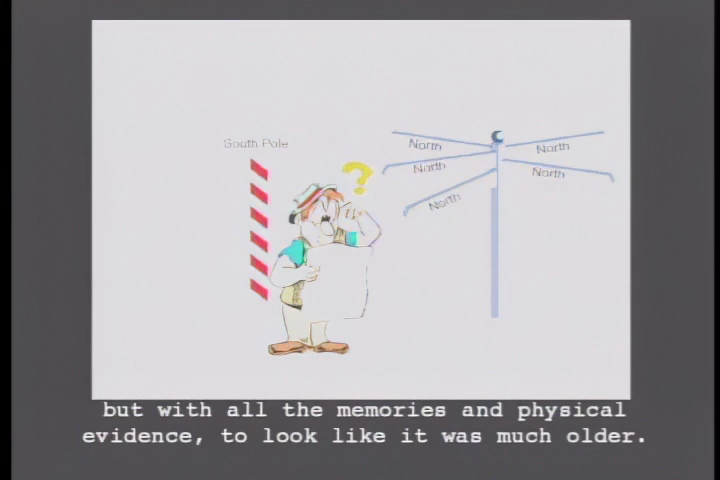 South Pole
North
North
North
North
North
but with all the memories and physical
evidence, to look like it was much older.